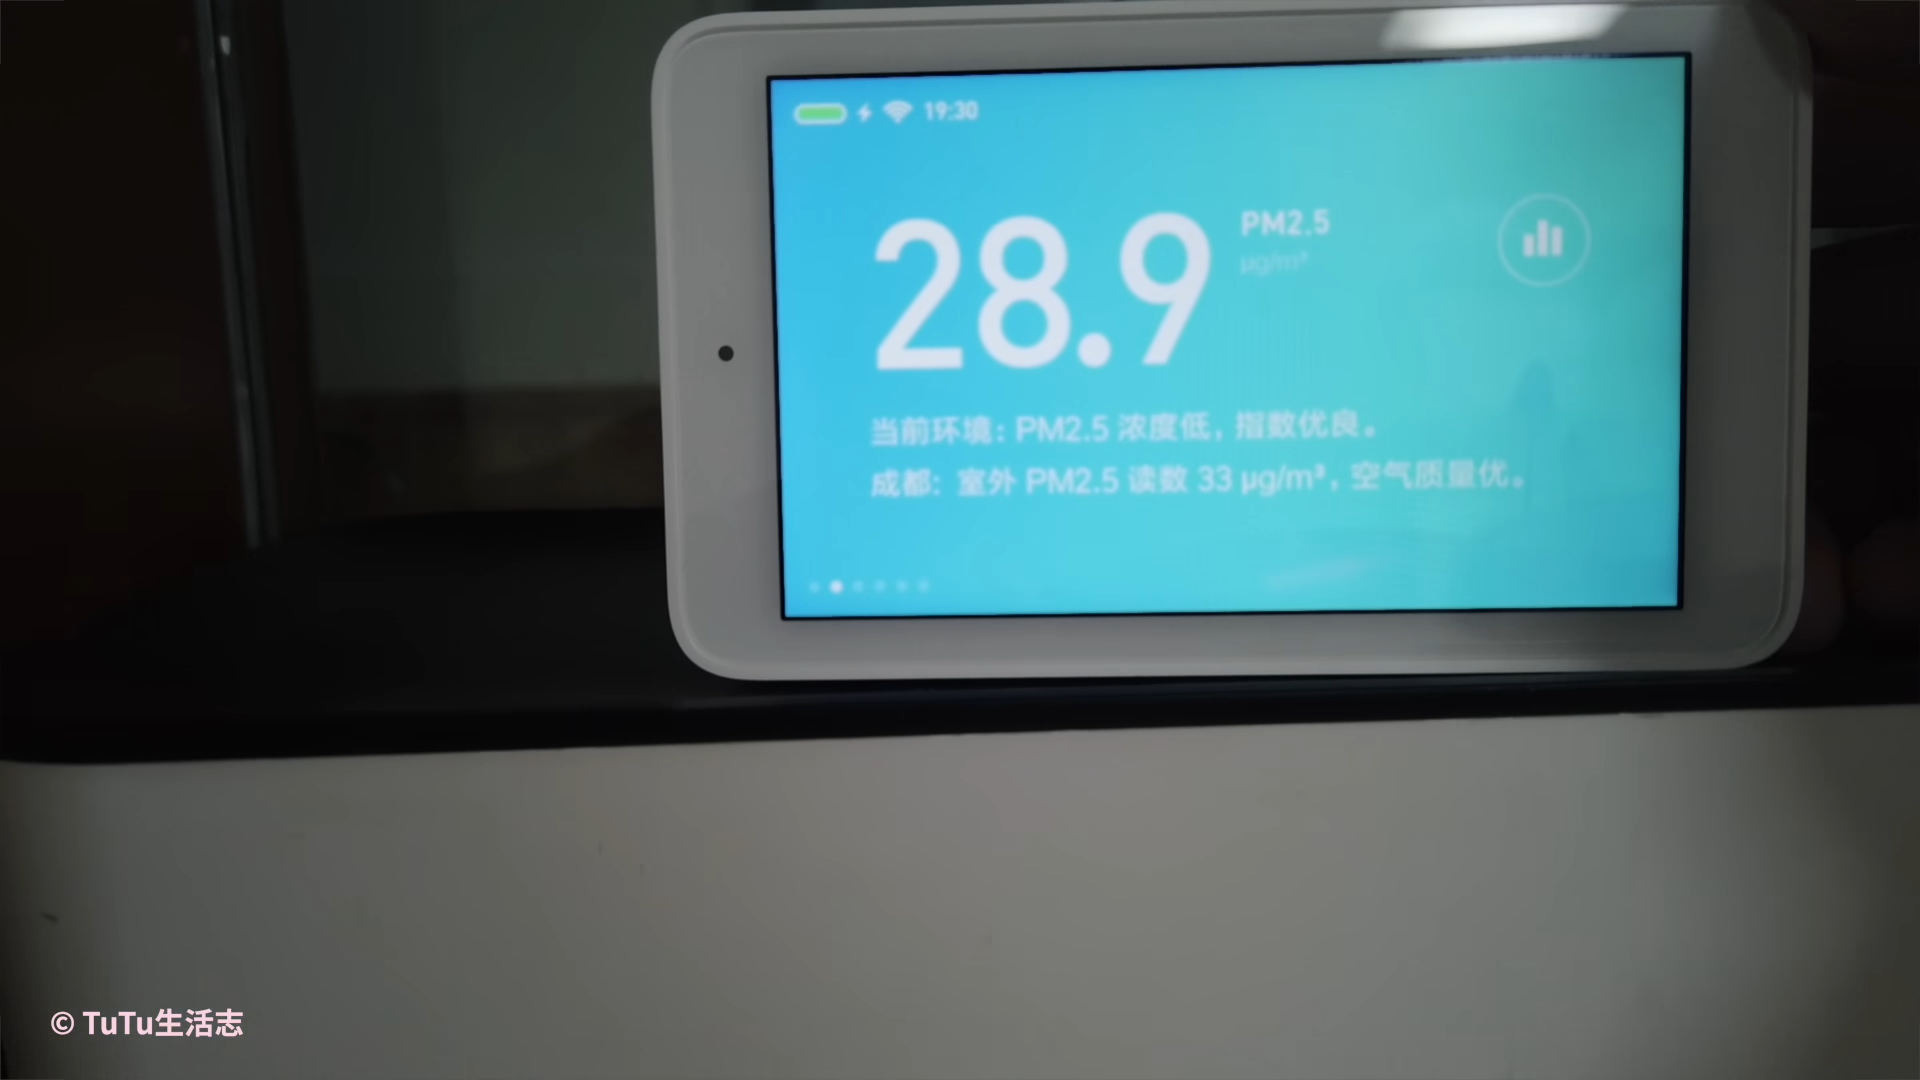 19:30
28.9
PM2.5
μg/m³
当前环境: PM2.5 浓度低，指数优良。
成都: 室外 PM2.5 读数 33 μg/m³，空气质量优。
© TuTu生活志